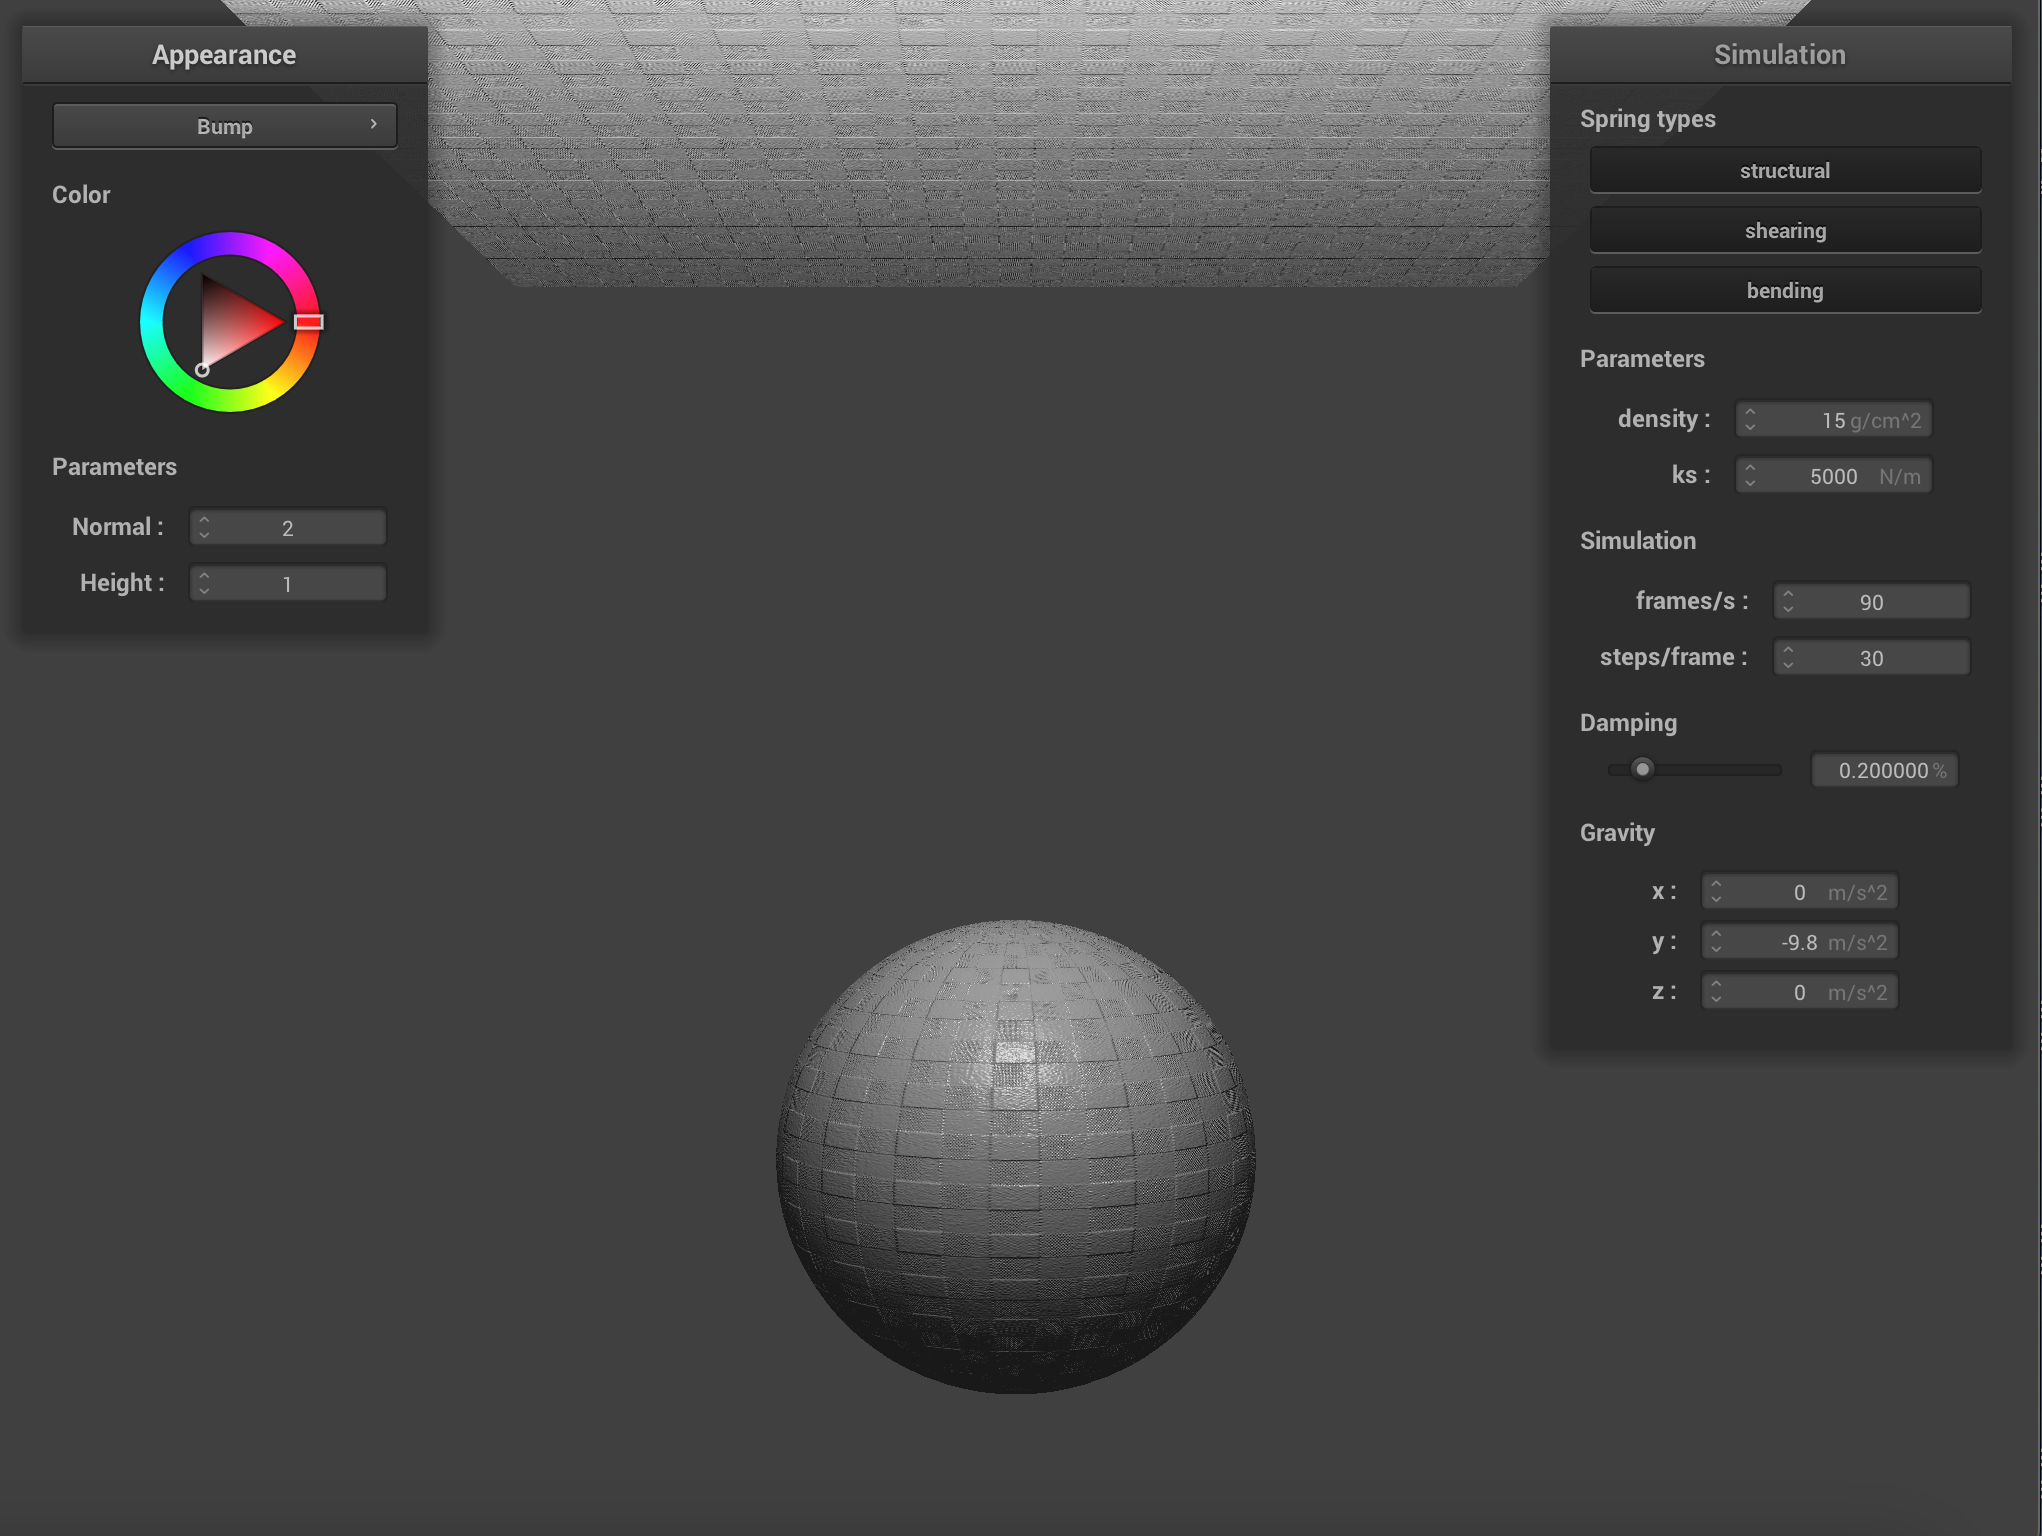 Appearance
Bump
Color
Parameters
Normal : 2
Height : 1
Simulation
Spring types
structural
shearing
bending
Parameters
density : 15 g/cm^2
ks : 5000 N/m
Simulation
frames/s : 90
steps/frame : 30
Damping
0.200000 %
Gravity
x : 0 m/s^2
y : -9.8 m/s^2
z : 0 m/s^2